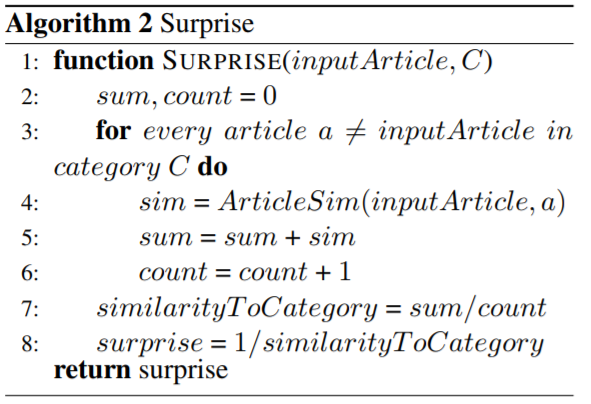 Algorithm 2 Surprise
1: function SURPRISE(inputArticle, C)
2: sum, count = 0
3: for every article a ≠ inputArticle in
category C do
4: sim = ArticleSim(inputArticle, a)
5: sum = sum + sim
6: count = count + 1
7: similarityToCategory = sum/count
8: surprise = 1/similarityToCategory
return surprise